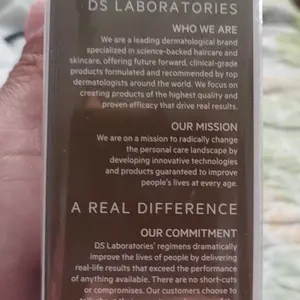 DS LABORATORIES
WHO WE ARE
We are a leading dermatological brand
specialized in science-backed haircare and
skincare, offering future forward, clinical-grade
products formulated and recommended by top
dermatologists around the world. We focus on
creating products of the highest quality and
proven efficacy that drive real results.
OUR MISSION
We are on a mission to radically change
the personal care landscape by
developing innovative technologies
and products guaranteed to improve
people's lives at every age.
A REAL DIFFERENCE
OUR COMMITMENT
DS Laboratories' regimens dramatically
improve the lives of people by delivering
real-life results that exceed the performance
of anything available. There are no short-cuts
or compromises. Our customers choose to